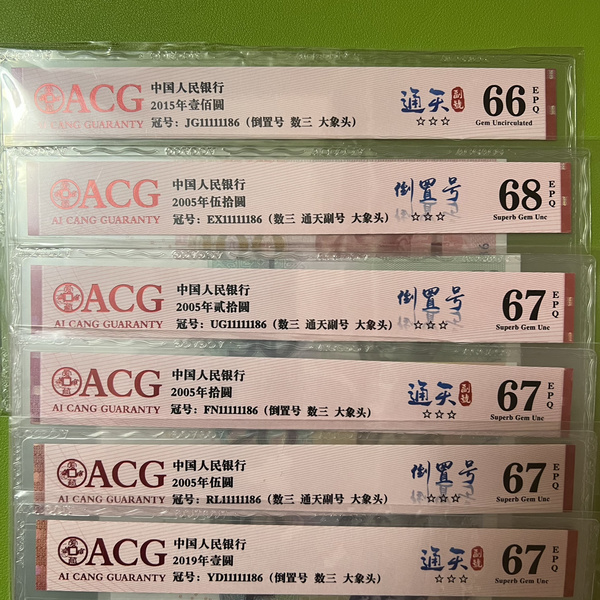 ACG
AI CANG GUARANTY
中国人民银行
2015年壹佰圆
冠号：JG11111186（倒置号 数三 大象头）
通天
副號
☆☆☆
66
EPQ
Gem Uncirculated
ACG
AI CANG GUARANTY
中国人民银行
2005年伍拾圆
冠号：EX11111186（数三 通天副号 大象头）
倒置号
☆☆☆
68
EPQ
Superb Gem Unc
ACG
AI CANG GUARANTY
中国人民银行
2005年贰拾圆
冠号：UG11111186（数三 通天副号 大象头）
倒置号
☆☆☆
67
EPQ
Superb Gem Unc
ACG
AI CANG GUARANTY
中国人民银行
2005年拾圆
冠号：FN11111186（倒置号 数三 大象头）
通天
副號
☆☆☆
67
EPQ
Superb Gem Unc
ACG
AI CANG GUARANTY
中国人民银行
2005年伍圆
冠号：RL11111186（数三 通天副号 大象头）
倒置号
☆☆☆
67
EPQ
Superb Gem Unc
ACG
AI CANG GUARANTY
中国人民银行
2019年壹圆
冠号：YD11111186（倒置号 数三 大象头）
通天
副號
☆☆☆
67
EPQ
Superb Gem Unc